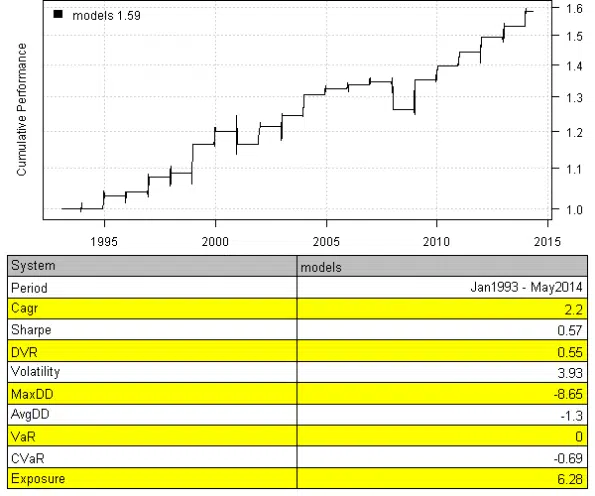 models 1.59
Cumulative Performance
1.6
1.5
1.4
1.3
1.2
1.1
1.0
1995 2000 2005 2010 2015
System models
Period Jan1993 - May2014
Cagr 2.2
Sharpe 0.57
DVR 0.55
Volatility 3.93
MaxDD -8.65
AvgDD -1.3
VaR 0
CVaR -0.69
Exposure 6.28